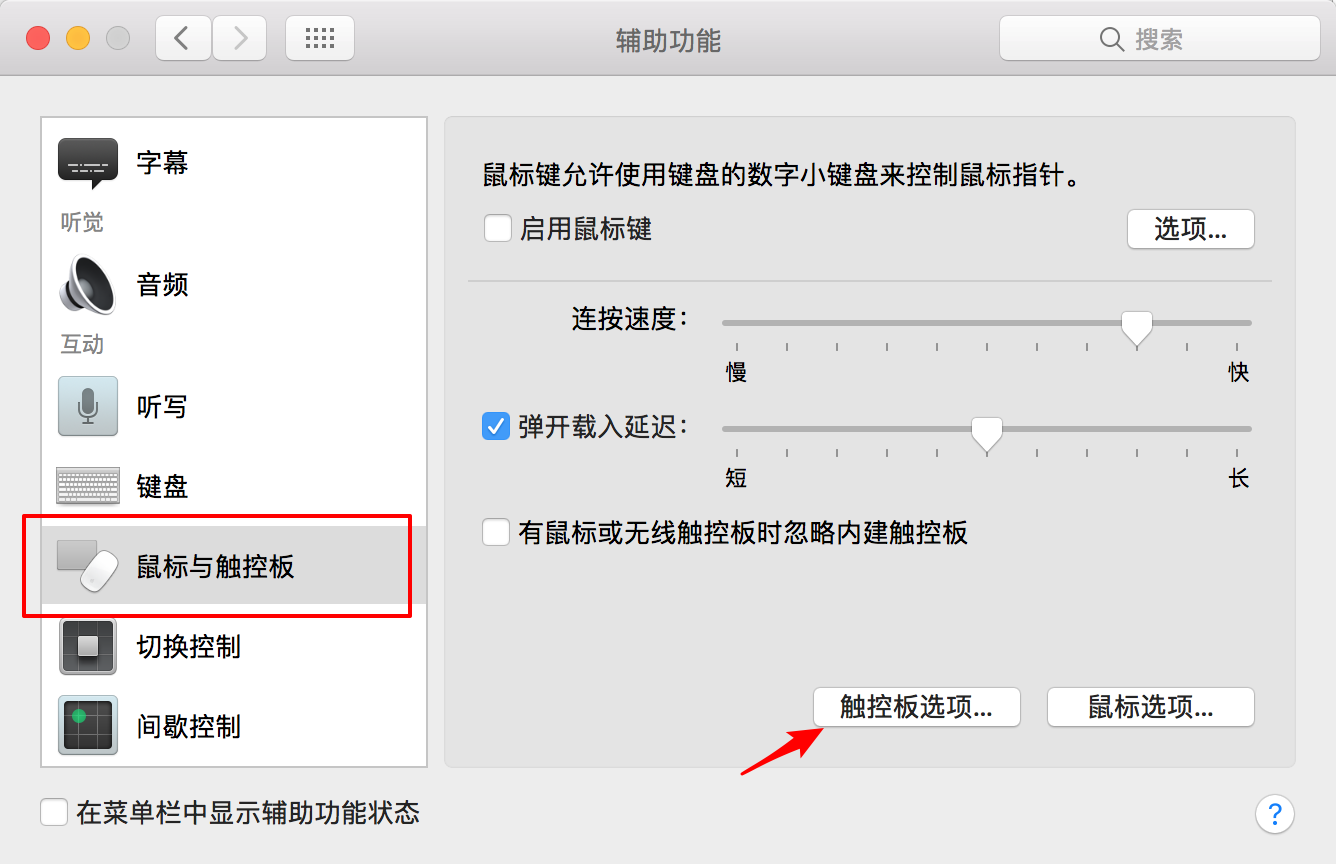 辅助功能
搜索
字幕
听觉
音频
互动
听写
键盘
鼠标与触控板
切换控制
间歇控制
鼠标键允许使用键盘的数字小键盘来控制鼠标指针。
启用鼠标键
选项...
连按速度：
慢 快
弹开载入延迟：
短 长
有鼠标或无线触控板时忽略内建触控板
触控板选项... 鼠标选项...
在菜单栏中显示辅助功能状态
?